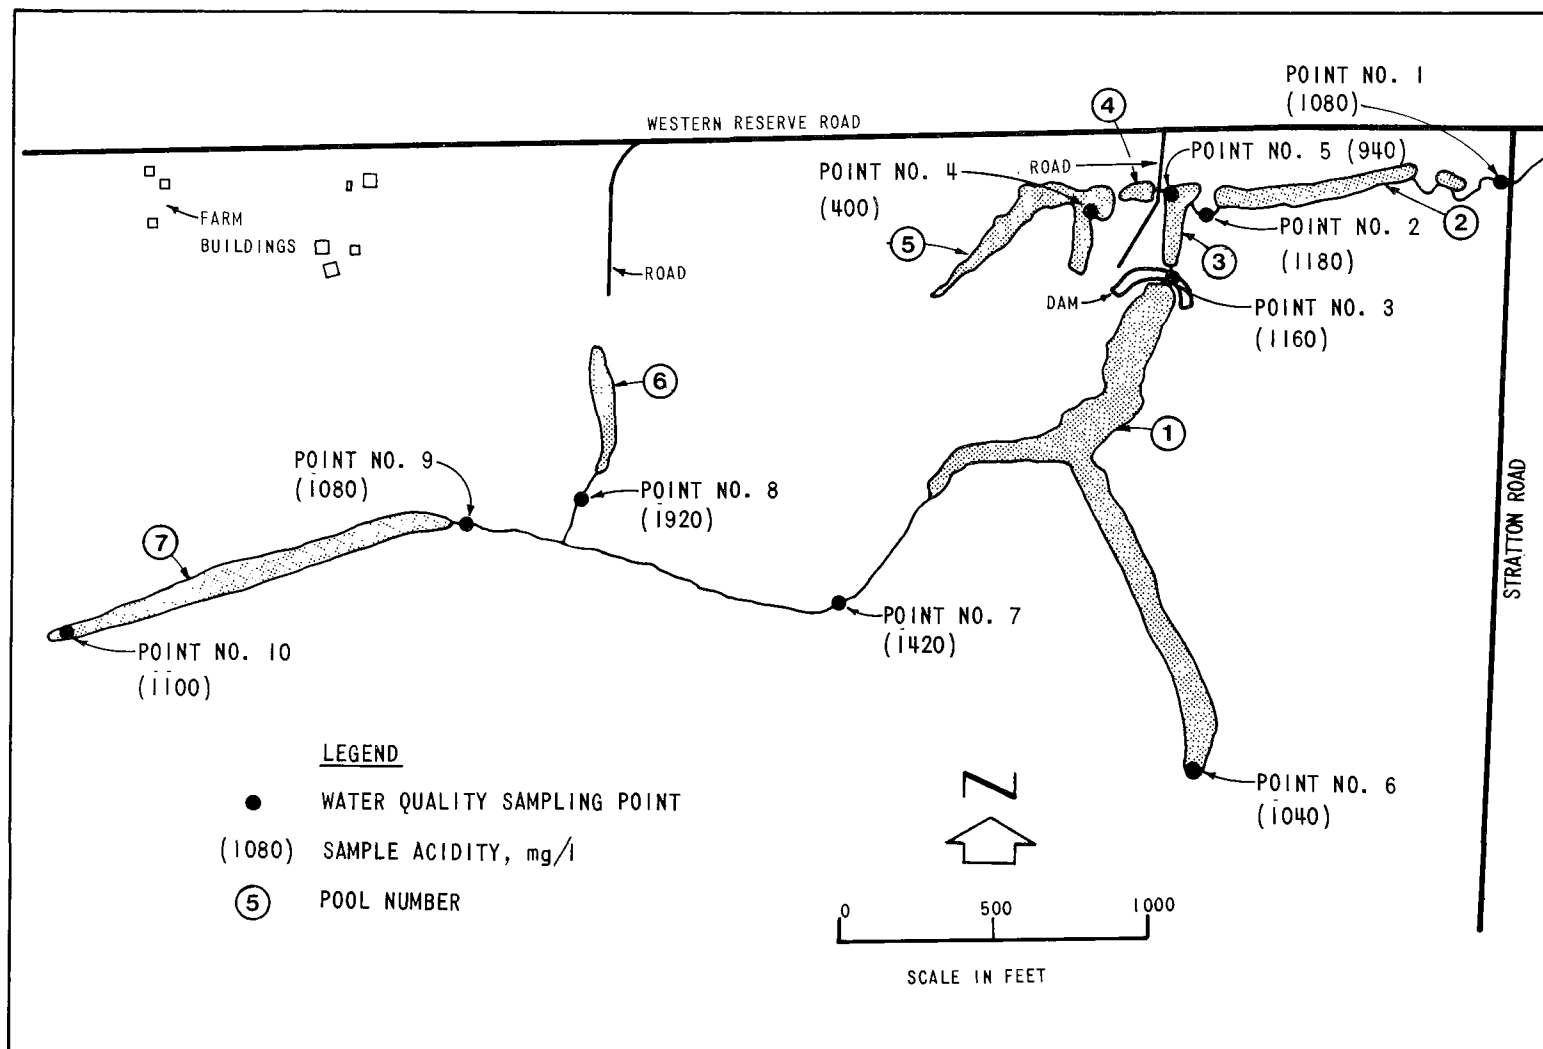 POINT NO. 1
(1080)
4
WESTERN RESERVE ROAD
ROAD
POINT NO. 5 (940)
POINT NO. 4
(400)
FARM
BUILDINGS
5
ROAD
3
2
POINT NO. 2
(1180)
DAM
POINT NO. 3
(1160)
6
1
POINT NO. 9
(1080)
POINT NO. 8
(1920)
STRATTON ROAD
7
POINT NO. 7
(1420)
POINT NO. 10
(1100)
LEGEND
WATER QUALITY SAMPLING POINT
(1080) SAMPLE ACIDITY, mg/l
5 POOL NUMBER
N
POINT NO. 6
(1040)
0 500 1000
SCALE IN FEET